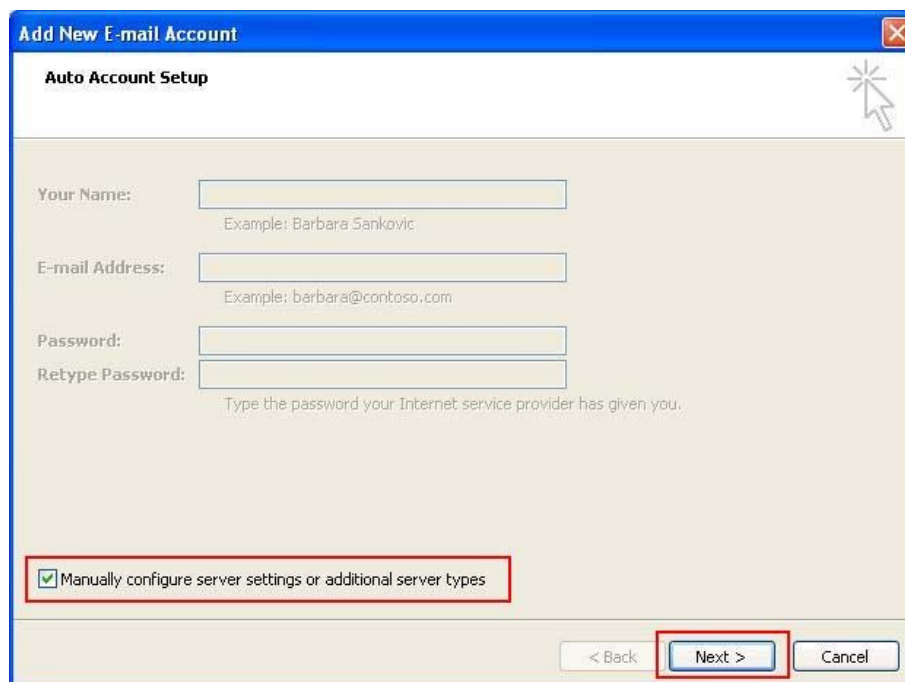 Add New E-mail Account
Auto Account Setup
Your Name:
Example: Barbara Sankovic
E-mail Address:
Example: barbara@contoso.com
Password:
Retype Password:
Type the password your Internet service provider has given you.
Manually configure server settings or additional server types
< Back Next > Cancel